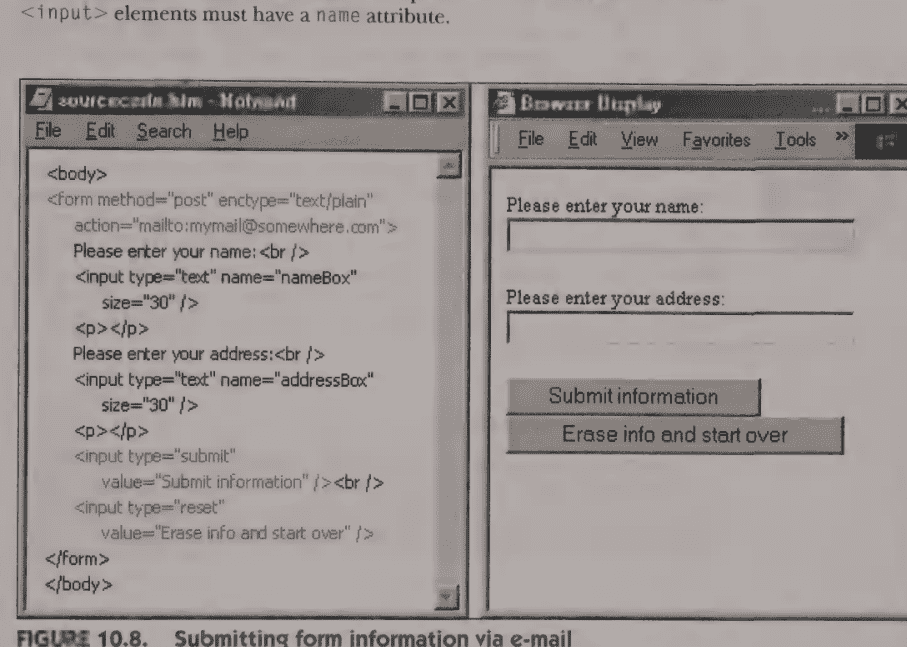 <input> elements must have a name attribute.
- Notepad
File Edit Search Help
<body>
<form method="post" enctype="text/plain"
action="mailto:mymail@somewhere.com">
Please enter your name:<br />
<input type="text" name="nameBox"
size="30" />
<p></p>
Please enter your address:<br />
<input type="text" name="addressBox"
size="30" />
<p></p>
<input type="submit"
value="Submit information" /><br />
<input type="reset"
value="Erase info and start over" />
</form>
</body>
Browser Display ...
File Edit View Favorites Tools »
Please enter your name:
Please enter your address:
Submit information
Erase info and start over
FIGURE 10.8. Submitting form information via e-mail